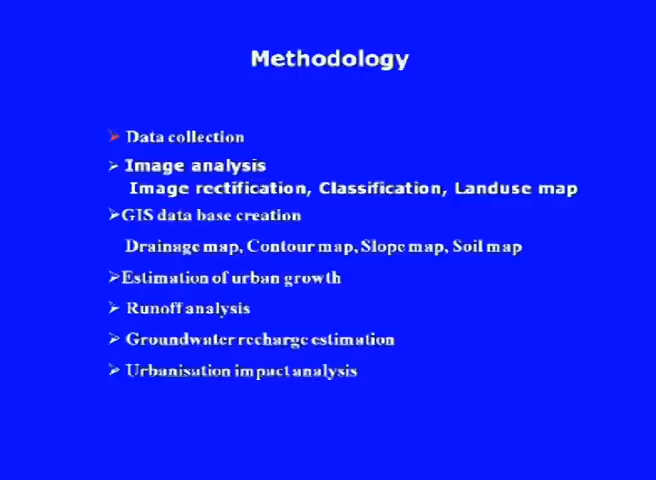 Methodology
➢ Data collection
➢ Image analysis
Image rectification, Classification, Landuse map
➢GIS data base creation
Drainage map, Contour map, Slope map, Soil map
➢Estimation of urban growth
➢ Runoff analysis
➢ Groundwater recharge estimation
➢ Urbanisation impact analysis